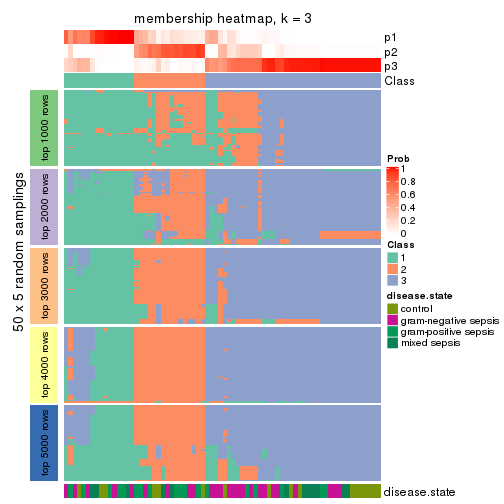 membership heatmap, k = 3
p1
p2
p3
Class
50 x 5 random samplings
top 1000 rows
top 2000 rows
top 3000 rows
top 4000 rows
top 5000 rows
Prob
1
0.8
0.6
0.4
0.2
0
Class
1
2
3
disease.state
control
gram-negative sepsis
gram-positive sepsis
mixed sepsis
disease.state